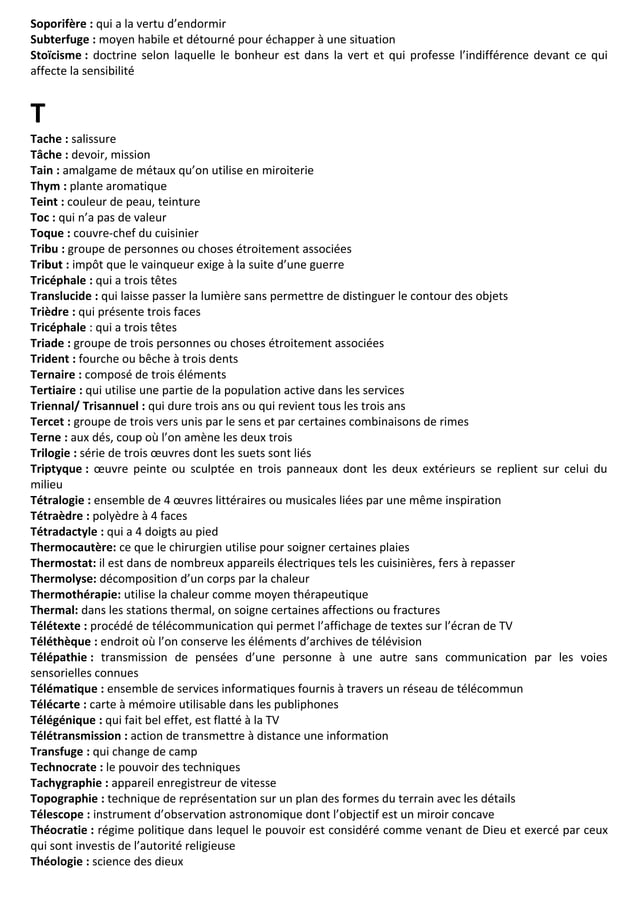 Soporifère : qui a la vertu d’endormir
Subterfuge : moyen habile et détourné pour échapper à une situation
Stoïcisme : doctrine selon laquelle le bonheur est dans la vert et qui professe l’indifférence devant ce qui
affecte la sensibilité
T
Tache : salissure
Tâche : devoir, mission
Tain : amalgame de métaux qu’on utilise en miroiterie
Thym : plante aromatique
Teint : couleur de peau, teinture
Toc : qui n’a pas de valeur
Toque : couvre-chef du cuisinier
Tribu : groupe de personnes ou choses étroitement associées
Tribut : impôt que le vainqueur exige à la suite d’une guerre
Tricéphale : qui a trois têtes
Translucide : qui laisse passer la lumière sans permettre de distinguer le contour des objets
Trièdre : qui présente trois faces
Tricéphale : qui a trois têtes
Triade : groupe de trois personnes ou choses étroitement associées
Trident : fourche ou bêche à trois dents
Ternaire : composé de trois éléments
Tertiaire : qui utilise une partie de la population active dans les services
Triennal/ Trisannuel : qui dure trois ans ou qui revient tous les trois ans
Tercet : groupe de trois vers unis par le sens et par certaines combinaisons de rimes
Terne : aux dés, coup où l’on amène les deux trois
Trilogie : série de trois œuvres dont les suets sont liés
Triptyque : œuvre peinte ou sculptée en trois panneaux dont les deux extérieurs se replient sur celui du
milieu
Tétralogie : ensemble de 4 œuvres littéraires ou musicales liées par une même inspiration
Tétraèdre : polyèdre à 4 faces
Tétradactyle : qui a 4 doigts au pied
Thermocautère: ce que le chirurgien utilise pour soigner certaines plaies
Thermostat: il est dans de nombreux appareils électriques tels les cuisinières, fers à repasser
Thermolyse: décomposition d’un corps par la chaleur
Thermothérapie: utilise la chaleur comme moyen thérapeutique
Thermal: dans les stations thermal, on soigne certaines affections ou fractures
Télétexte : procédé de télécommunication qui permet l’affichage de textes sur l’écran de TV
Téléthèque : endroit où l’on conserve les éléments d’archives de télévision
Télépathie : transmission de pensées d’une personne à une autre sans communication par les voies
sensorielles connues
Télématique : ensemble de services informatiques fournis à travers un réseau de télécommun
Télécarte : carte à mémoire utilisable dans les publiphones
Télégénique : qui fait bel effet, est flatté à la TV
Télétransmission : action de transmettre à distance une information
Transfuge : qui change de camp
Technocrate : le pouvoir des techniques
Tachygraphie : appareil enregistreur de vitesse
Topographie : technique de représentation sur un plan des formes du terrain avec les détails
Télescope : instrument d’observation astronomique dont l’objectif est un miroir concave
Théocratie : régime politique dans lequel le pouvoir est considéré comme venant de Dieu et exercé par ceux
qui sont investis de l’autorité religieuse
Théologie : science des dieux